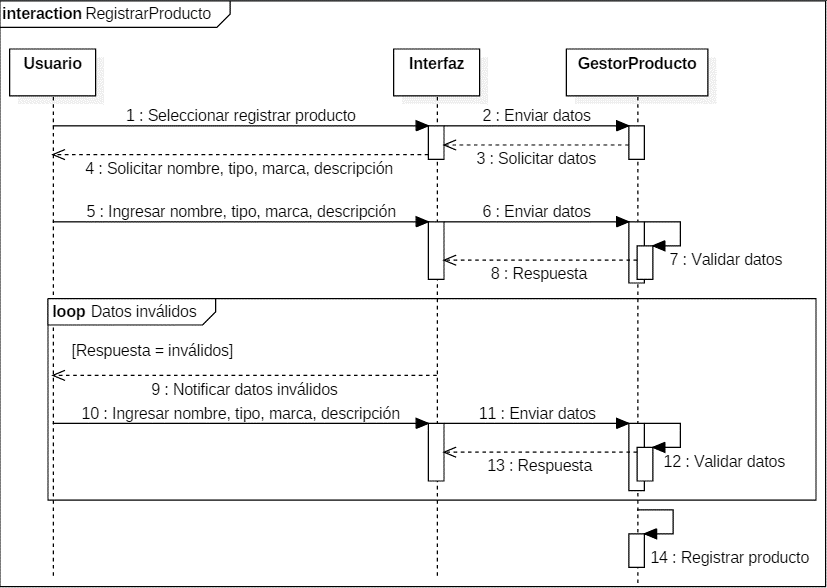 interaction RegistrarProducto
Usuario
Interfaz
GestorProducto
1 : Seleccionar registrar producto
2 : Enviar datos
3 : Solicitar datos
4 : Solicitar nombre, tipo, marca, descripción
5 : Ingresar nombre, tipo, marca, descripción
6 : Enviar datos
7 : Validar datos
8 : Respuesta
loop Datos inválidos
[Respuesta = inválidos]
9 : Notificar datos inválidos
10 : Ingresar nombre, tipo, marca, descripción
11 : Enviar datos
12 : Validar datos
13 : Respuesta
14 : Registrar producto